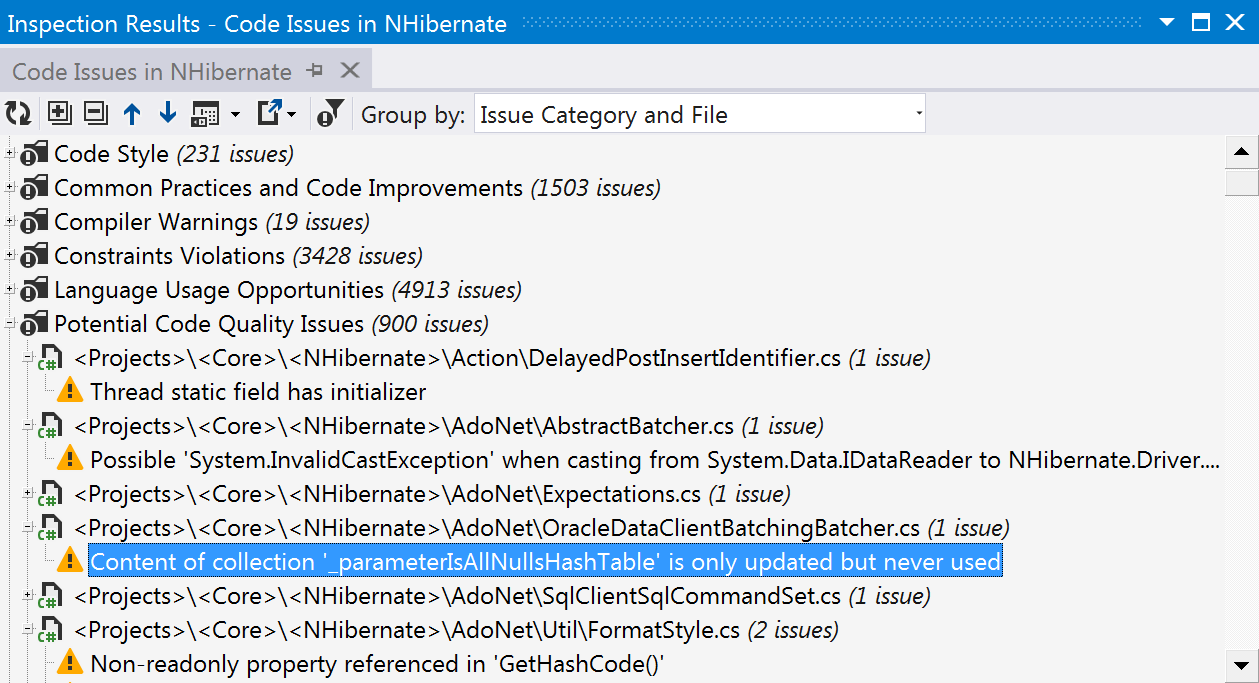 Inspection Results - Code Issues in NHibernate
Code Issues in NHibernate
Group by: Issue Category and File
Code Style (231 issues)
Common Practices and Code Improvements (1503 issues)
Compiler Warnings (19 issues)
Constraints Violations (3428 issues)
Language Usage Opportunities (4913 issues)
Potential Code Quality Issues (900 issues)
C# <Projects>\<Core>\<NHibernate>\Action\DelayedPostInsertIdentifier.cs (1 issue)
Thread static field has initializer
C# <Projects>\<Core>\<NHibernate>\AdoNet\AbstractBatcher.cs (1 issue)
Possible 'System.InvalidCastException' when casting from System.Data.IDataReader to NHibernate.Driver....
C# <Projects>\<Core>\<NHibernate>\AdoNet\Expectations.cs (1 issue)
C# <Projects>\<Core>\<NHibernate>\AdoNet\OracleDataClientBatchingBatcher.cs (1 issue)
Content of collection '_parameterIsAllNullsHashTable' is only updated but never used
C# <Projects>\<Core>\<NHibernate>\AdoNet\SqlClientSqlCommandSet.cs (1 issue)
C# <Projects>\<Core>\<NHibernate>\AdoNet\Util\FormatStyle.cs (2 issues)
Non-readonly property referenced in 'GetHashCode()'